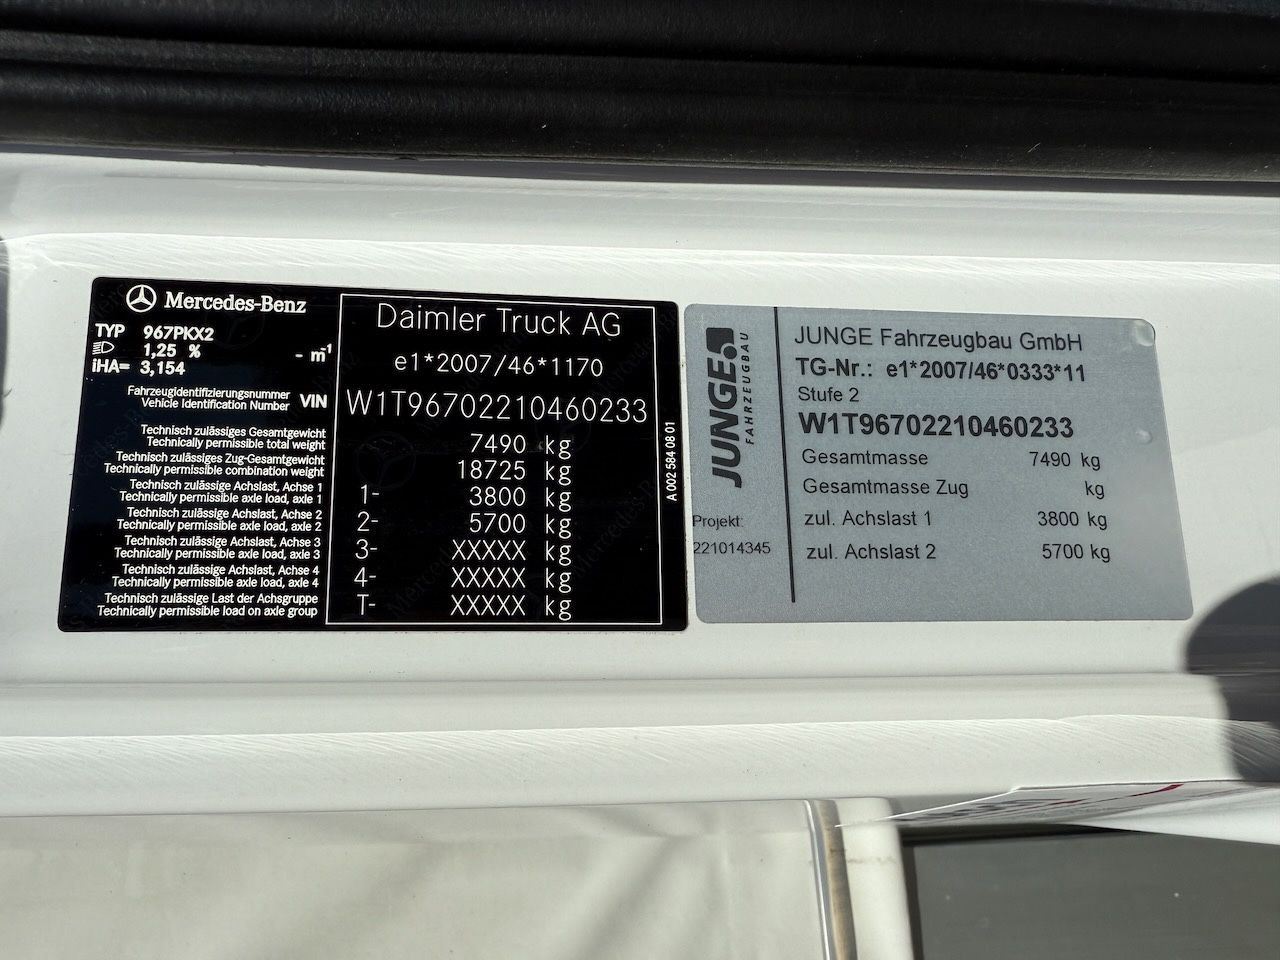 Mercedes-Benz
TYP 967PKX2
1,25 % - m⁻¹
iHA= 3,154
Fahrzeugidentifizierungsnummer
Vehicle Identification Number VIN
Daimler Truck AG
e1*2007/46*1170
W1T96702210460233
Technisch zulässiges Gesamtgewicht
Technically permissible total weight 7490 kg
Technisch zulässiges Zug-Gesamtgewicht
Technically permissible combination weight 18725 kg
Technisch zulässige Achslast, Achse 1
Technically permissible axle load, axle 1 1- 3800 kg
Technisch zulässige Achslast, Achse 2
Technically permissible axle load, axle 2 2- 5700 kg
Technisch zulässige Achslast, Achse 3
Technically permissible axle load, axle 3 3- XXXXX kg
Technisch zulässige Achslast, Achse 4
Technically permissible axle load, axle 4 4- XXXXX kg
Technisch zulässige Last der Achsgruppe
Technically permissible load on axle group T- XXXXX kg
A 002 584 08 01
JUNGE
FAHRZEUGBAU
Projekt:
221014345
JUNGE Fahrzeugbau GmbH
TG-Nr.: e1*2007/46*0333*11
Stufe 2
W1T96702210460233
Gesamtmasse 7490 kg
Gesamtmasse Zug kg
zul. Achslast 1 3800 kg
zul. Achslast 2 5700 kg